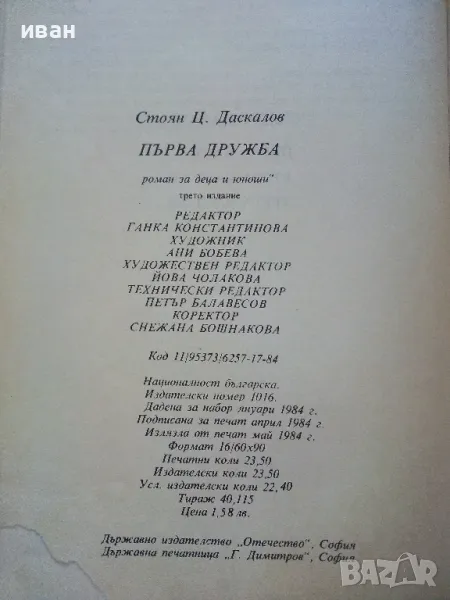 иван
Стоян Ц. Даскалов
ПЪРВА ДРУЖБА
роман за деца и юноши"
трето издание
РЕДАКТОР
ГАНКА КОНСТАНТИНОВА
ХУДОЖНИК
АНИ БОБЕВА
ХУДОЖЕСТВЕН РЕДАКТОР
ЙОВА ЧОЛАКОВА
ТЕХНИЧЕСКИ РЕДАКТОР
ПЕТЪР БАЛАВЕСОВ
КОРЕКТОР
СНЕЖАНА БОШНАКОВА
Код 11/95373/6257-17-84
Националност българска.
Издателски номер 1016.
Дадена за набор януари 1984 г.
Подписана за печат април 1984 г.
Излязла от печат май 1984 г.
Формат 16/60x90
Печатни коли 23,50
Издателски коли 23,50
Усл. издателски коли 22,40
Тираж 40,115
Цена 1,58 лв.
Държавно издателство „Отечество", София
Държавна печатница „Г. Димитров", София
БАЗАР